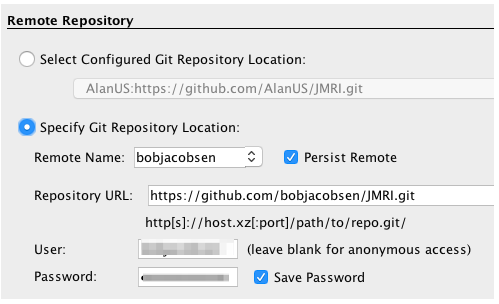 Remote Repository
Select Configured Git Repository Location:
AlanUS:https://github.com/AlanUS/JMRI.git
Specify Git Repository Location:
Remote Name: bobjacobsen Persist Remote
Repository URL: https://github.com/bobjacobsen/JMRI.git
http[s]://host.xz[:port]/path/to/repo.git/
User: (leave blank for anonymous access)
Password: Save Password